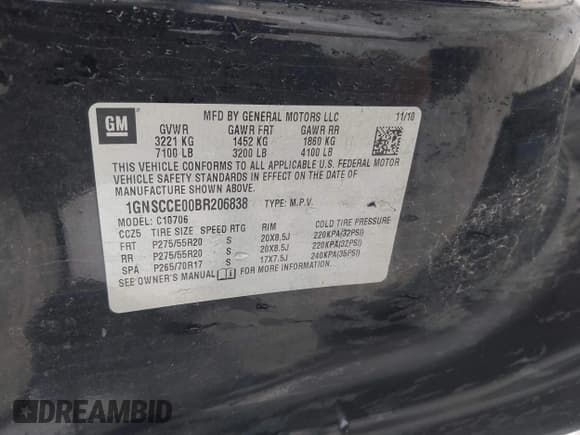 GM
MFD BY GENERAL MOTORS LLC 11/10
GVWR GAWR FRT GAWR RR
3221 KG 1452 KG 1860 KG
7100 LB 3200 LB 4100 LB
THIS VEHICLE CONFORMS TO ALL APPLICABLE U.S. FEDERAL MOTOR
VEHICLE SAFETY STANDARDS IN EFFECT ON THE DATE OF
MANUFACTURE SHOWN ABOVE.
1GNSCCE00BR206838 TYPE: M.P.V.
MODEL: C10706
CCZ5 TIRE SIZE SPEED RTG RIM COLD TIRE PRESSURE
FRT P275/55R20 S 20X8.5J 220KPA(32PSI)
RR P275/55R20 S 20X8.5J 220KPA(32PSI)
SPA P265/70R17 S 17X7.5J 240KPA(35PSI)
SEE OWNER'S MANUAL FOR MORE INFORMATION.
DREAMBID